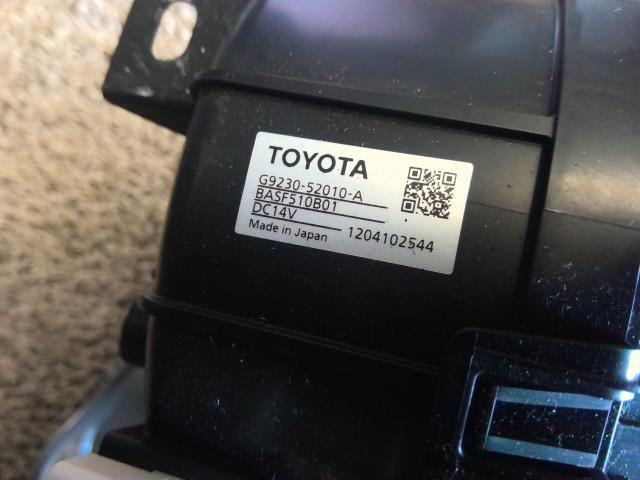 TOYOTA
G9230-52010-A
BASF510B01
DC14V
Made in Japan 1204102544